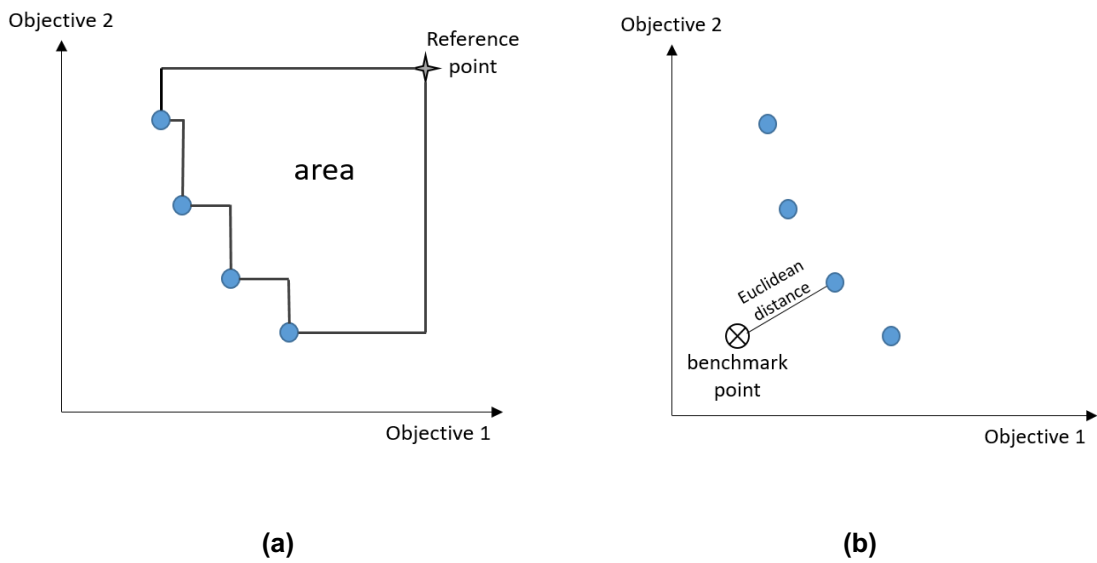 Objective 2
Reference
point
area
Objective 1
(a)
Objective 2
Euclidean
distance
benchmark
point
Objective 1
(b)